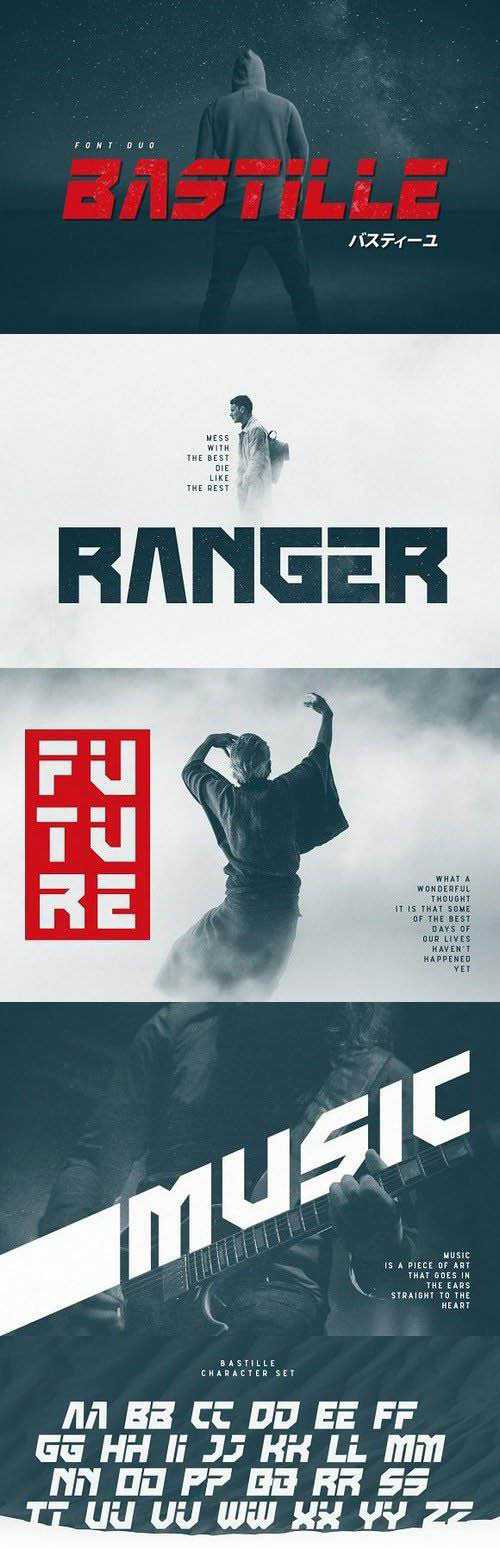 FONT DUO
BASTILLE
バスティーユ
MESS
WITH
THE BEST
DIE
LIKE
THE REST
RANGER
FU
TU
RE
WHAT A
WONDERFUL
THOUGHT
IT IS THAT SOME
OF THE BEST
DAYS OF
OUR LIVES
HAVEN'T
HAPPENED
YET
MUSIC
MUSIC
IS A PIECE OF ART
THAT GOES IN
THE EARS
STRAIGHT TO THE
HEART
BASTILLE
CHARACTER SET
AA BB CC DD EE FF
GG HH Ii JJ KK LL MM
NN OO PP QQ RR SS
TT UU VV WW XX YY ZZ